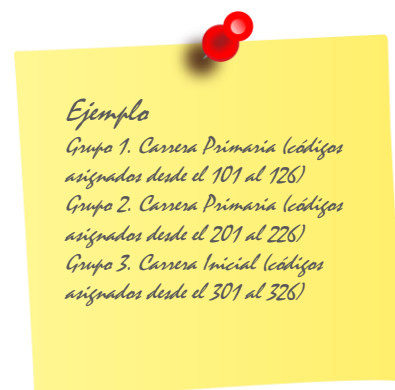 Ejemplo
Grupo 1. Carrera Primaria (códigos
asignados desde el 101 al 126)
Grupo 2. Carrera Primaria (códigos
asignados desde el 201 al 226)
Grupo 3. Carrera Inicial (códigos
asignados desde el 301 al 326)